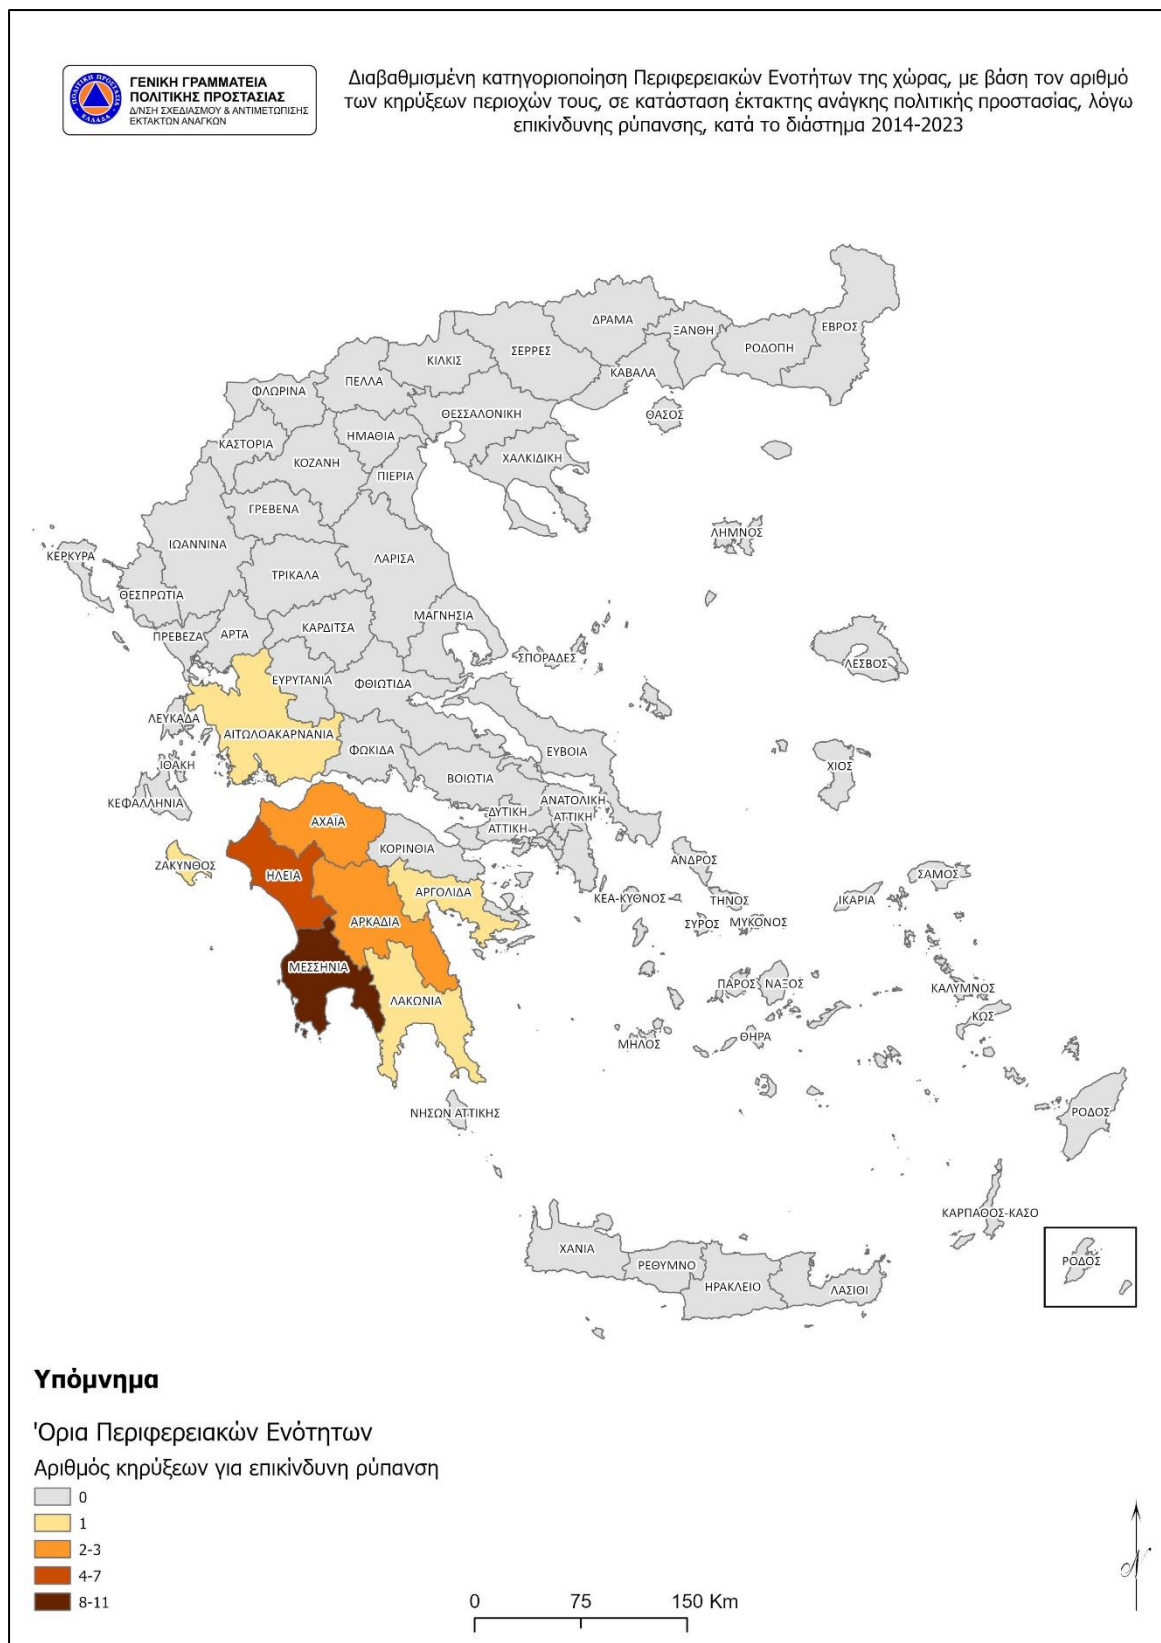 ΓΕΝΙΚΗ ΓΡΑΜΜΑΤΕΙΑ
ΠΟΛΙΤΙΚΗΣ ΠΡΟΣΤΑΣΙΑΣ
Δ/ΝΣΗ ΣΧΕΔΙΑΣΜΟΥ & ΑΝΤΙΜΕΤΩΠΙΣΗΣ
ΕΚΤΑΚΤΩΝ ΑΝΑΓΚΩΝ
ΠΟΛΙΤΙΚΗ ΠΡΟΣΤΑΣΙΑ
ΕΛΛΑΔΑ
Διαβαθμισμένη κατηγοριοποίηση Περιφερειακών Ενοτήτων της χώρας, με βάση τον αριθμό
των κηρύξεων περιοχών τους, σε κατάσταση έκτακτης ανάγκης πολιτικής προστασίας, λόγω
επικίνδυνης ρύπανσης, κατά το διάστημα 2014-2023
ΔΡΑΜΑ
ΞΑΝΘΗ
ΕΒΡΟΣ
ΡΟΔΟΠΗ
ΣΕΡΡΕΣ
ΚΙΛΚΙΣ
ΚΑΒΑΛΑ
ΠΕΛΛΑ
ΦΛΩΡΙΝΑ
ΘΕΣΣΑΛΟΝΙΚΗ
ΘΑΣΟΣ
ΗΜΑΘΙΑ
ΚΑΣΤΟΡΙΑ
ΧΑΛΚΙΔΙΚΗ
ΚΟΖΑΝΗ
ΠΙΕΡΙΑ
ΓΡΕΒΕΝΑ
ΛΗΜΝΟΣ
ΙΩΑΝΝΙΝΑ
ΚΕΡΚΥΡΑ
ΛΑΡΙΣΑ
ΤΡΙΚΑΛΑ
ΘΕΣΠΡΩΤΙΑ
ΜΑΓΝΗΣΙΑ
ΚΑΡΔΙΤΣΑ
ΠΡΕΒΕΖΑ
ΑΡΤΑ
ΣΠΟΡΑΔΕΣ
ΛΕΣΒΟΣ
ΕΥΡΥΤΑΝΙΑ
ΦΘΙΩΤΙΔΑ
ΛΕΥΚΑΔΑ
ΑΙΤΩΛΟΑΚΑΡΝΑΝΙΑ
ΦΩΚΙΔΑ
ΕΥΒΟΙΑ
ΙΘΑΚΗ
ΧΙΟΣ
ΒΟΙΩΤΙΑ
ΚΕΦΑΛΛΗΝΙΑ
ΑΝΑΤΟΛΙΚΗ
ΑΤΤΙΚΗ
ΔΥΤΙΚΗ
ΑΤΤΙΚΗ
ΑΧΑΪΑ
ΚΟΡΙΝΘΙΑ
ΖΑΚΥΝΘΟΣ
ΑΝΔΡΟΣ
ΗΛΕΙΑ
ΣΑΜΟΣ
ΑΡΓΟΛΙΔΑ
ΚΕΑ-ΚΥΘΝΟΣ
ΤΗΝΟΣ
ΙΚΑΡΙΑ
ΑΡΚΑΔΙΑ
ΣΥΡΟΣ
ΜΥΚΟΝΟΣ
ΜΕΣΣΗΝΙΑ
ΠΑΡΟΣ
ΝΑΞΟΣ
ΚΑΛΥΜΝΟΣ
ΛΑΚΩΝΙΑ
ΚΩΣ
ΜΗΛΟΣ
ΘΗΡΑ
ΝΗΣΩΝ ΑΤΤΙΚΗΣ
ΡΟΔΟΣ
ΚΑΡΠΑΘΟΣ-ΚΑΣΟ
ΧΑΝΙΑ
ΡΕΘΥΜΝΟ
ΗΡΑΚΛΕΙΟ
ΛΑΣΙΘΙ
ΡΟΔΟΣ
Υπόμνημα
'Ορια Περιφερειακών Ενότητων
Αριθμός κηρύξεων για επικίνδυνη ρύπανση
0
1
2-3
4-7
8-11
0 75 150 Km
N